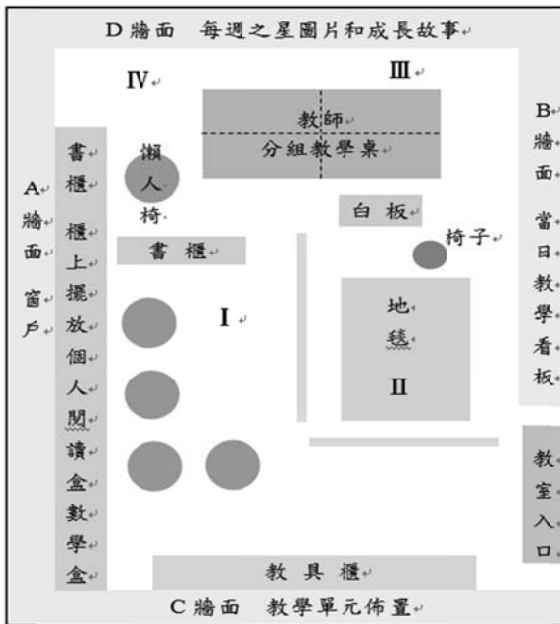 D 牆面 每週之星圖片和成長故事
IV
III
教師
分組教學桌
懶人椅
白板
椅子
書櫃
I
地毯
II
A 牆面 窗戶
書櫃 櫃上擺放個人閱讀盒數學盒
B 牆面 當日教學看板
教室入口
教具櫃
C 牆面 教學單元佈置